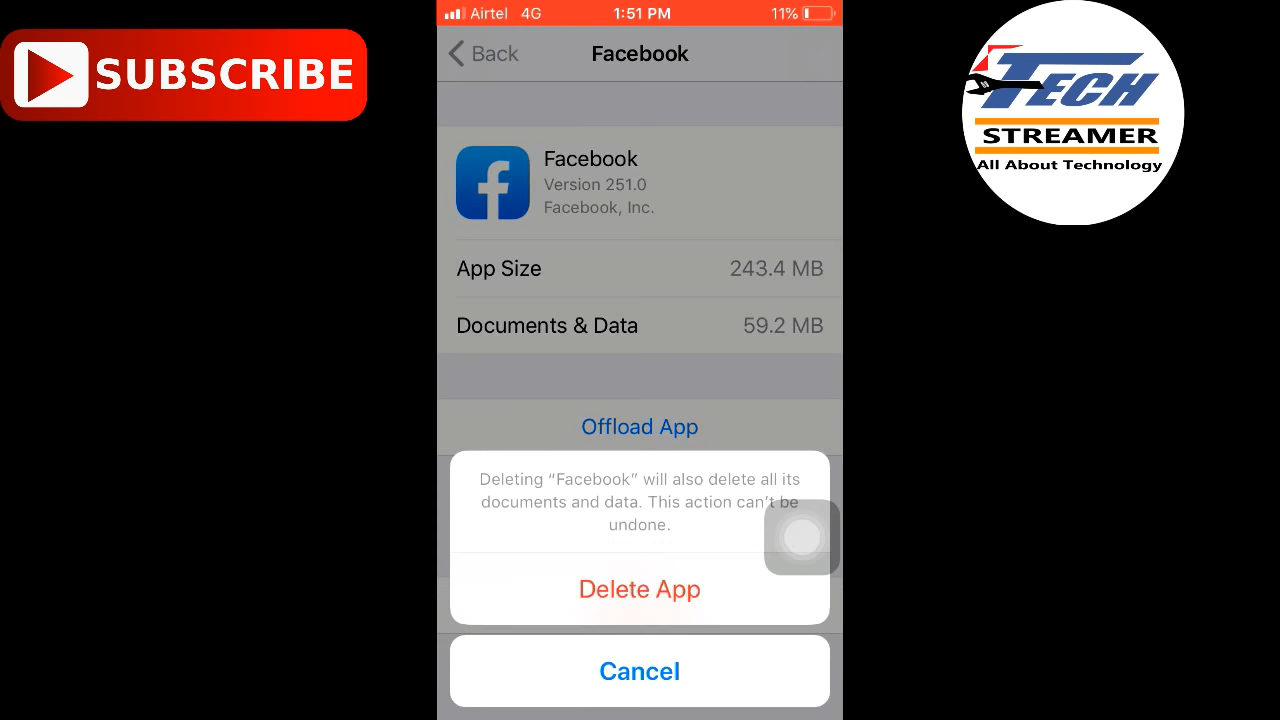 Airtel 4G 1:51 PM 11%
SUBSCRIBE
Back Facebook
TECH
STREAMER
All About Technology
Facebook
Version 251.0
Facebook, Inc.
App Size 243.4 MB
Documents & Data 59.2 MB
Offload App
Deleting “Facebook” will also delete all its
documents and data. This action can’t be
undone.
Delete App
Cancel